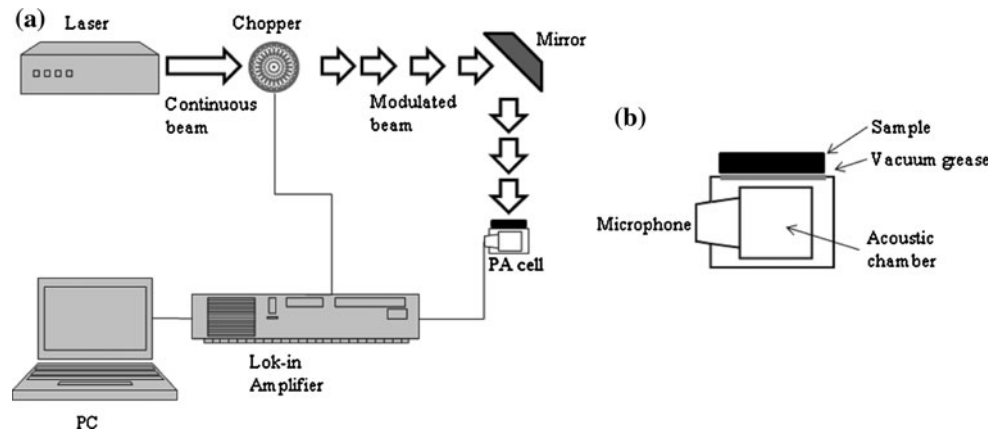 (a)
Laser
Chopper
Mirror
Continuous
beam
Modulated
beam
PA cell
Lok-in
Amplifier
PC
(b)
Sample
Vacuum grease
Microphone
Acoustic
chamber